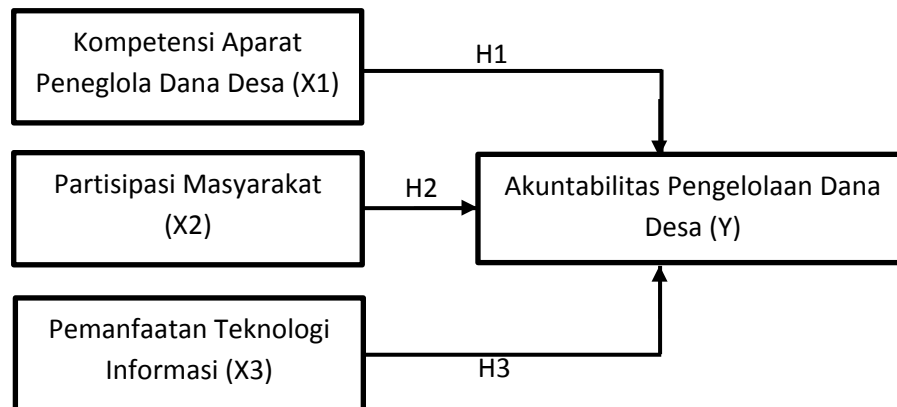 Kompetensi Aparat
Peneglola Dana Desa (X1)
H1
Partisipasi Masyarakat
(X2)
H2
Akuntabilitas Pengelolaan Dana
Desa (Y)
Pemanfaatan Teknologi
Informasi (X3)
H3